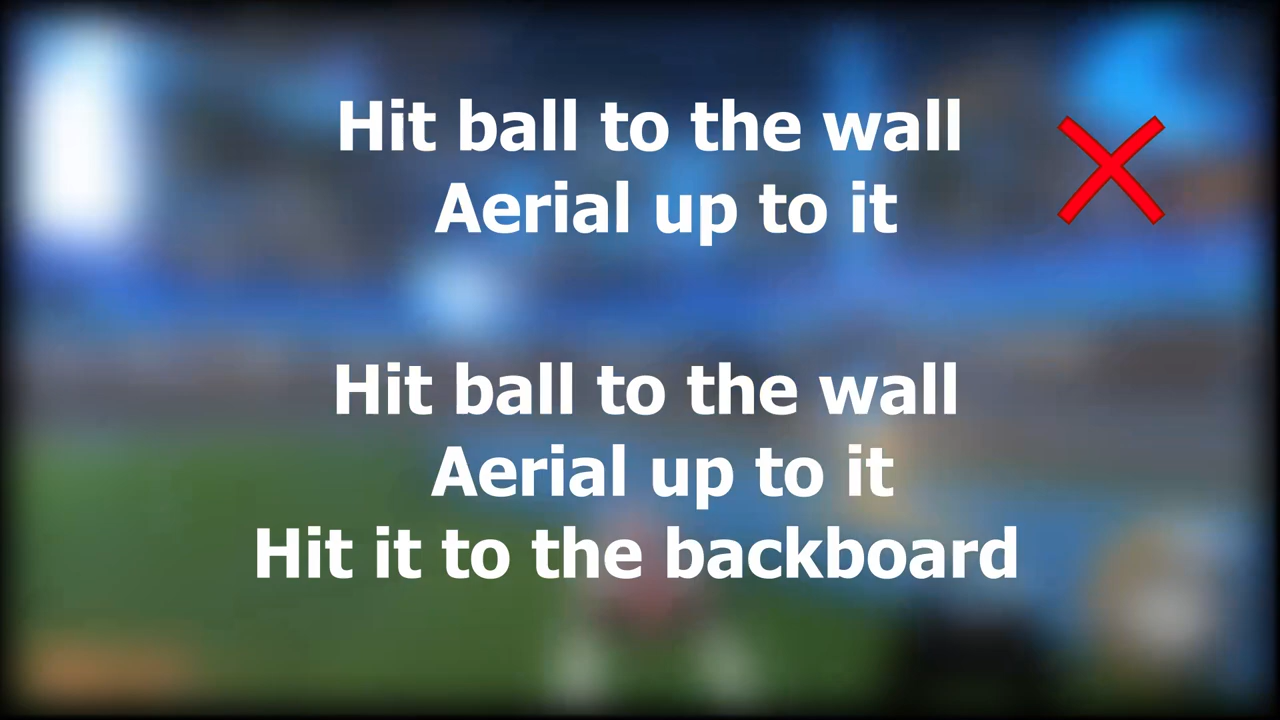 Hit ball to the wall
Aerial up to it
Hit ball to the wall
Aerial up to it
Hit it to the backboard